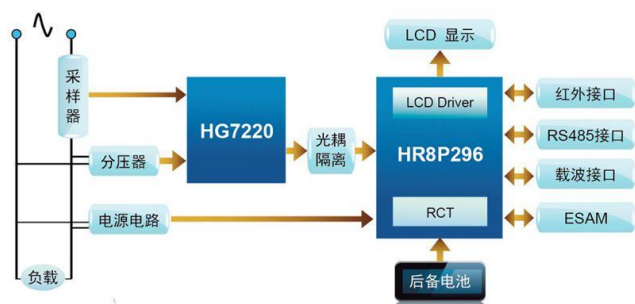 LCD 显示
采
样
器
HG7220
LCD Driver
HR8P296
红外接口
RS485接口
光耦
隔离
分压器
载波接口
电源电路
RCT
ESAM
负载
后备电池